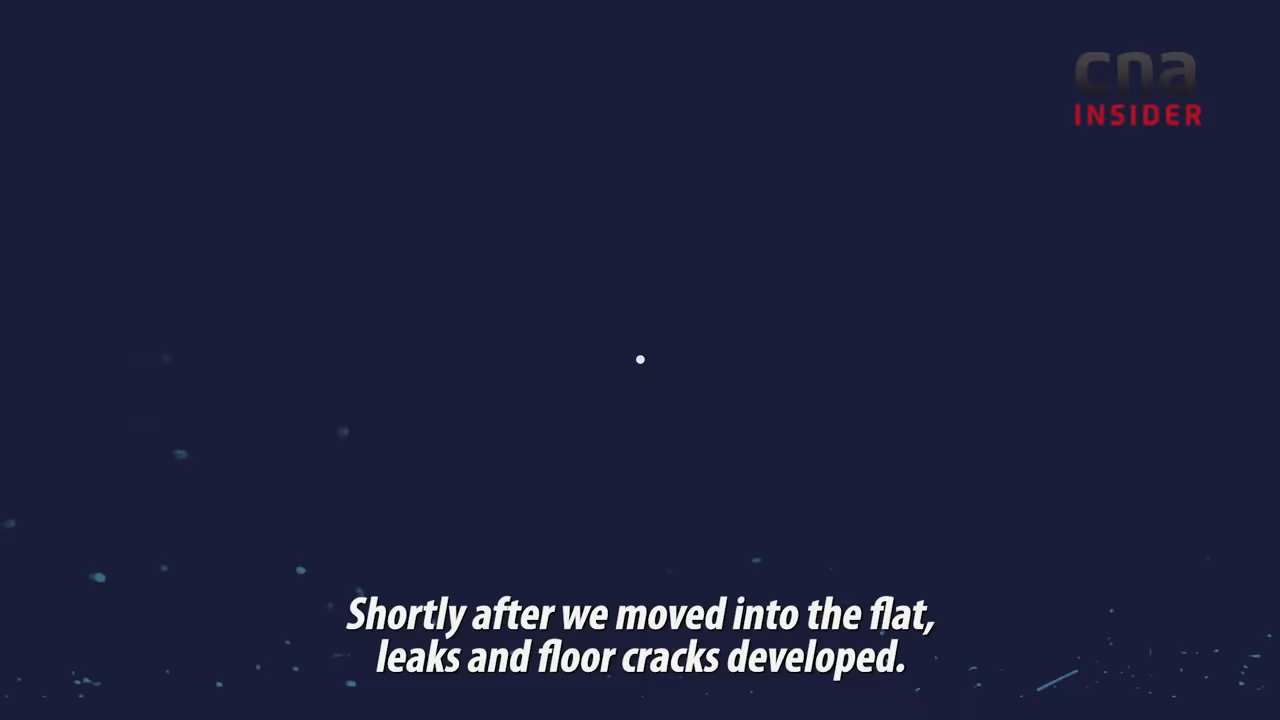 cna
INSIDER
Shortly after we moved into the flat,
leaks and floor cracks developed.